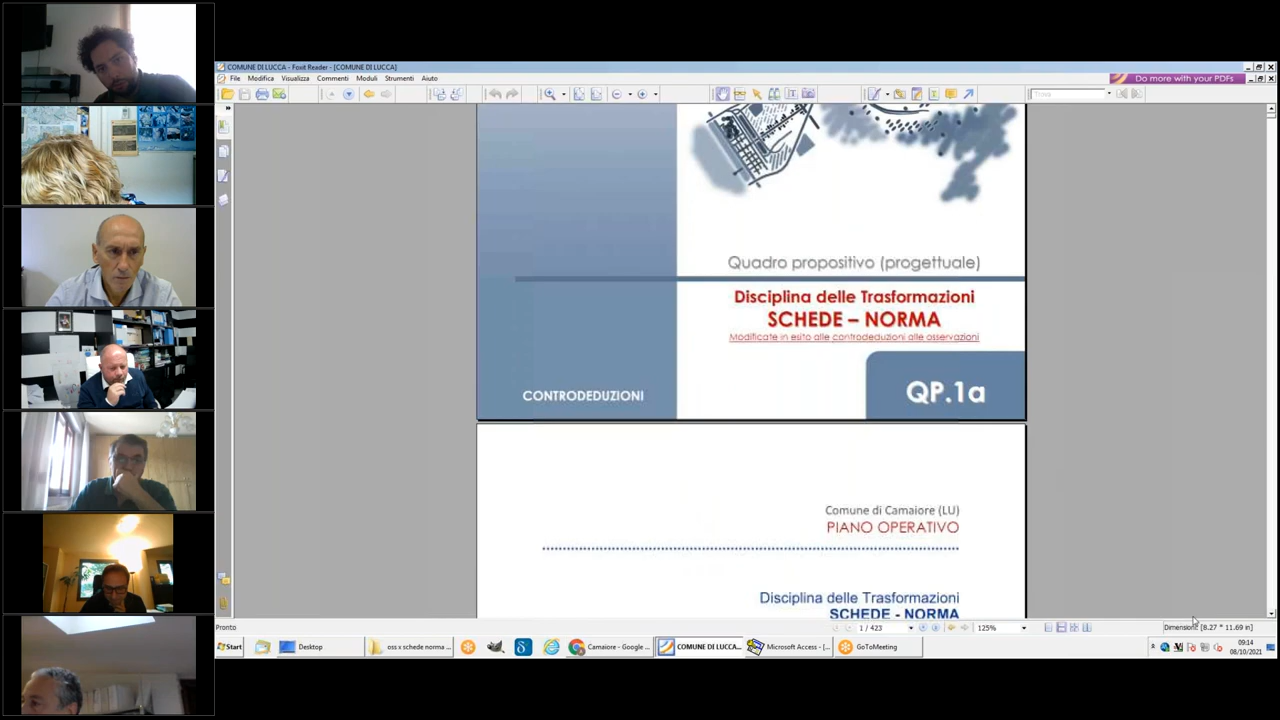 COMUNE DI LUCCA - Foxit Reader - [COMUNE DI LUCCA]
File Modifica Visualizza Commenti Moduli Strumenti Aiuto
Do more with your PDFs
Trova
Quadro propositivo (progettuale)
Disciplina delle Trasformazioni
SCHEDE – NORMA
Modificate in esito alle controdeduzioni alle osservazioni
CONTRODEDUZIONI
QP.1a
Comune di Camaiore (LU)
PIANO OPERATIVO
Disciplina delle Trasformazioni
SCHEDE - NORMA
Pronto
1 / 423
125%
Dimensione [8.27 * 11.69 in]
Start
Desktop
oss x schede norma ...
Camaiore - Google ...
COMUNE DI LUCCA...
Microsoft Access - [...
GoToMeeting
09:14
08/10/2021